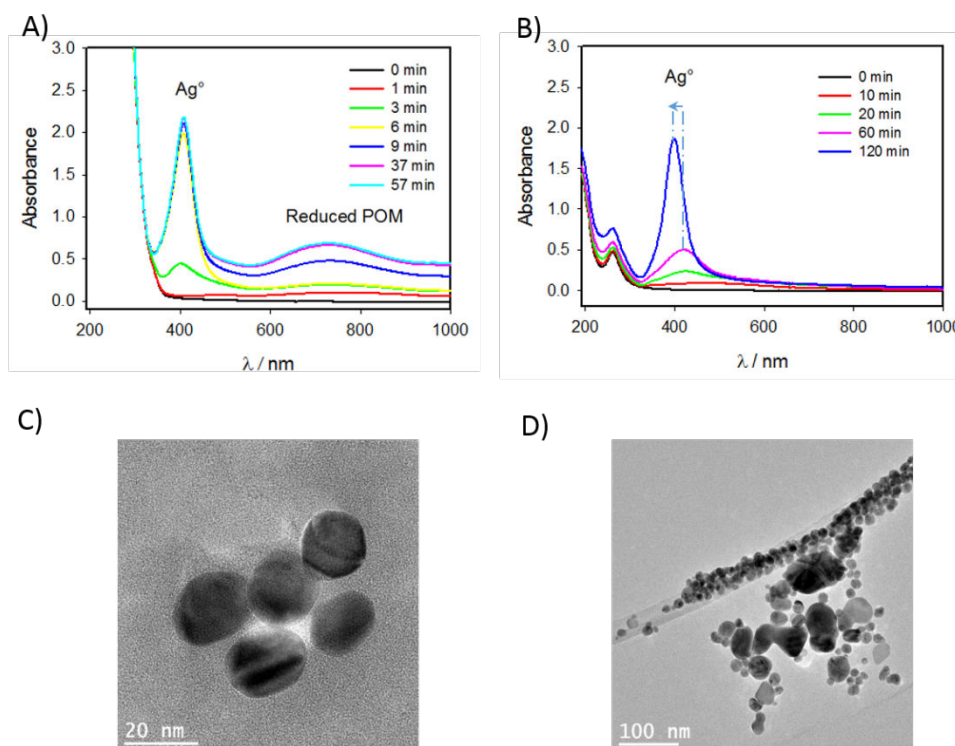 A)
3.0
2.5
2.0
1.5
1.0
0.5
0.0
Absorbance
Ag°
0 min
1 min
3 min
6 min
9 min
37 min
57 min
Reduced POM
200 400 600 800 1000
λ / nm
B)
3.0
2.5
2.0
1.5
1.0
0.5
0.0
Absorbance
Ag°
0 min
10 min
20 min
60 min
120 min
200 400 600 800 1000
λ / nm
C)
20 nm
D)
100 nm